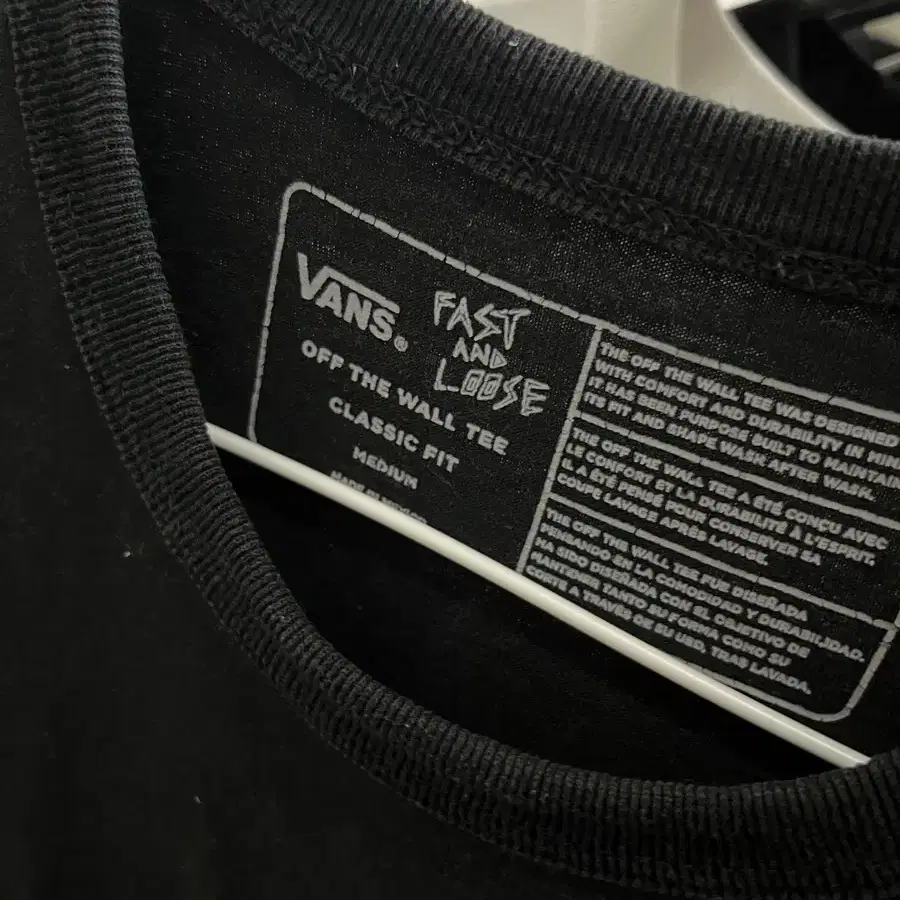 VANS®
FAST
AND
LOOSE
OFF THE WALL TEE
CLASSIC FIT
MEDIUM
MADE IN
THE OFF THE WALL TEE WAS DESIGNED
WITH COMFORT AND DURABILITY IN MIND.
IT HAS BEEN PURPOSE BUILT TO MAINTAIN
ITS FIT AND SHAPE WASH AFTER WASH.
THE OFF THE WALL TEE A ÉTÉ CONÇU AVEC
LE CONFORT ET LA DURABILITÉ À L'ESPRIT.
IL A ÉTÉ PENSÉ POUR CONSERVER SA
COUPE LAVAGE APRÈS LAVAGE.
THE OFF THE WALL TEE FUE DISEÑADA
PENSANDO EN LA COMODIDAD Y DURABILIDAD.
HA SIDO DISEÑADA CON EL OBJETIVO DE
MANTENER TANTO SU FORMA COMO SU
CORTE A TRAVÉS DE SU USO, TRAS LAVADA.